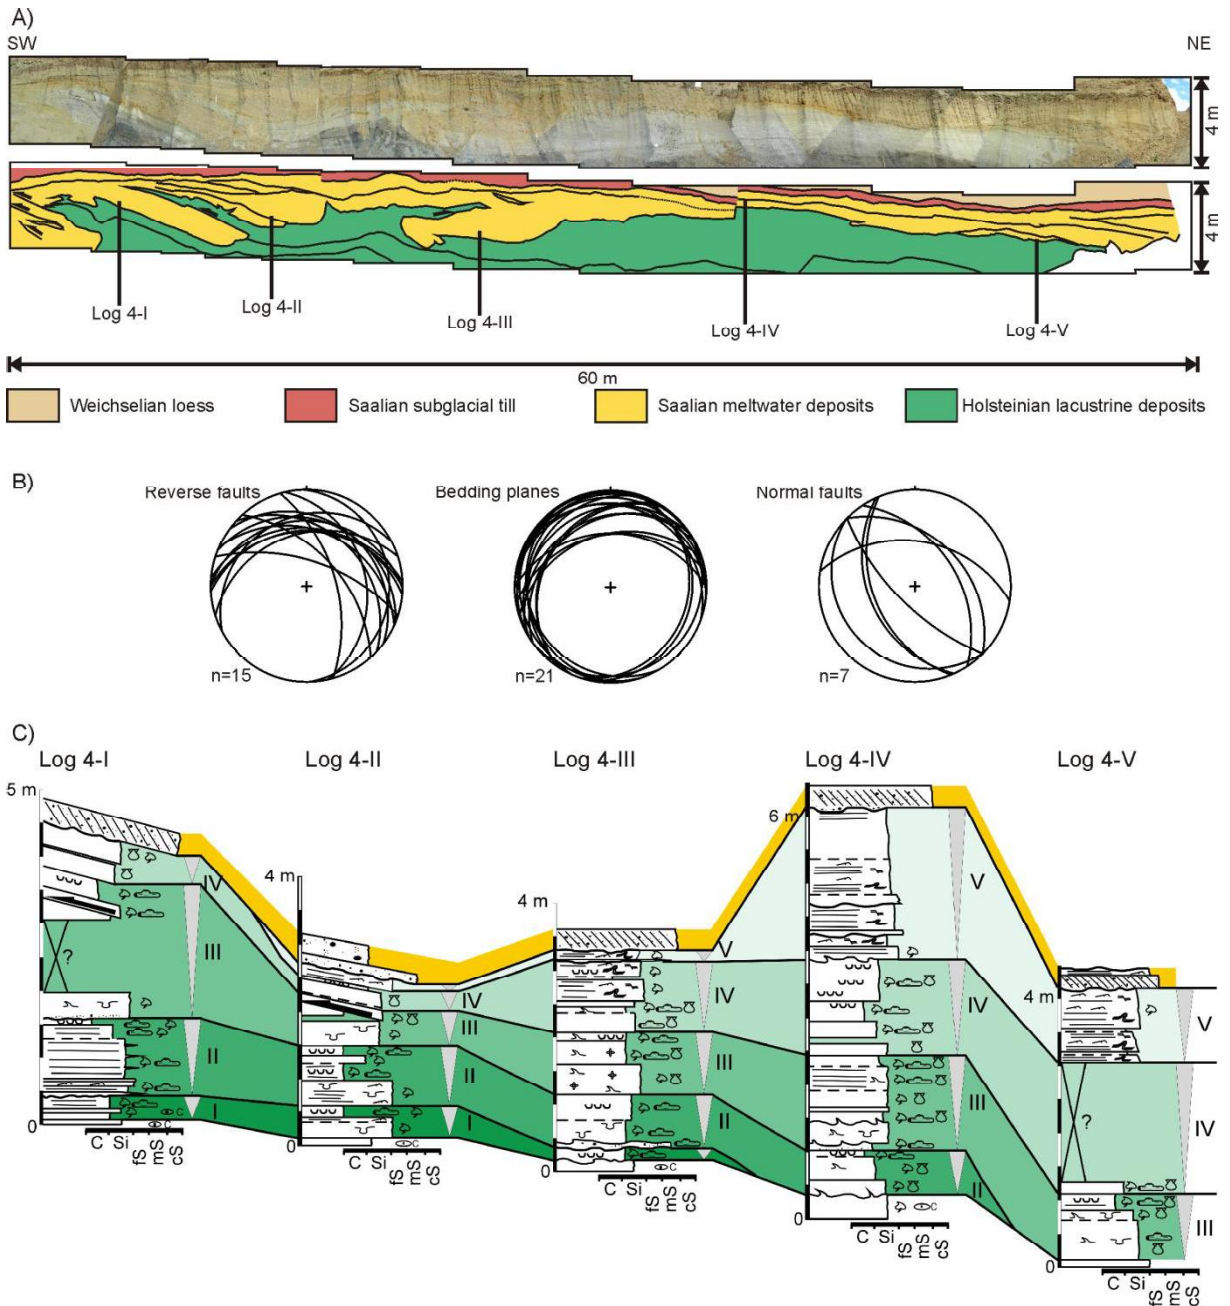 A)
SW NE
4 m
4 m
Log 4-I Log 4-II Log 4-III Log 4-IV Log 4-V
60 m
Weichselian loess Saalian subglacial till Saalian meltwater deposits Holsteinian lacustrine deposits
B)
Reverse faults Bedding planes Normal faults
n=15 n=21 n=7
C)
Log 4-I Log 4-II Log 4-III Log 4-IV Log 4-V
5 m
IV
III
?
II
I
C
C
0
C Si fS mS cS
4 m
IV
III
II
I
C
0
C Si fS mS cS
4 m
V
IV
III
II
C
0
C Si fS mS cS
6 m
V
IV
III
II
C
0
C Si fS mS cS
4 m
V
?
IV
III
0
C Si fS mS cS